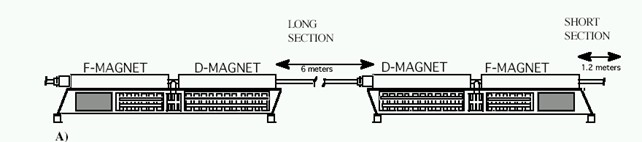 LONG
SECTION
SHORT
SECTION
F-MAGNET D-MAGNET 6 meters D-MAGNET F-MAGNET 1.2 meters
A)